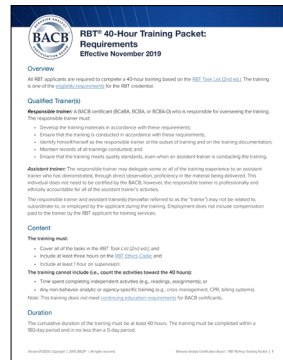 BACB
RBT® 40-Hour Training Packet:
Requirements
Effective November 2019
Overview
All RBT applicants are required to complete a 40-hour training based on the RBT Task List (2nd ed.). The training
is one of the eligibility requirements for the RBT credential.
Qualified Trainer(s)
Responsible trainer: A BACB certificant (BCaBA, BCBA, or BCBA-D) who is responsible for overseeing the training.
The responsible trainer must:
• Develop the training materials in accordance with these requirements;
• Ensure that the training is conducted in accordance with these requirements;
• Identify himself/herself as the responsible trainer at the outset of training and on the training documentation;
• Maintain records of all trainings conducted; and
• Ensure that the training meets quality standards, even when an assistant trainer is conducting the training.
Assistant trainer: The responsible trainer may delegate some or all of the training experience to an assistant
trainer who has demonstrated, through direct observation, proficiency in the material being delivered. This
individual does not need to be certified by the BACB, however, the responsible trainer is professionally and
ethically accountable for all of the assistant trainer's activities.
The responsible trainer and assistant trainer(s) (hereafter referred to as the "trainer") may not be related to,
subordinate to, or employed by the applicant during the training. Employment does not include compensation
paid to the trainer by the RBT applicant for training services.
Content
The training must:
• Cover all of the tasks in the RBT Task List (2nd ed.); and
• Include at least three hours on the RBT Ethics Code; and
• Include at least 1 hour on supervision.
The training cannot include (i.e., count the activities toward the 40 hours):
• Time spent completing independent activities (e.g., readings, assignments); or
• Any non-behavior analytic or agency-specific training (e.g., crisis management, CPR, billing systems).
Note: This training does not meet continuing education requirements for BACB certificants.
Duration
The cumulative duration of the training must be at least 40 hours. The training must be completed within a
180-day period and in no less than a 5-day period.